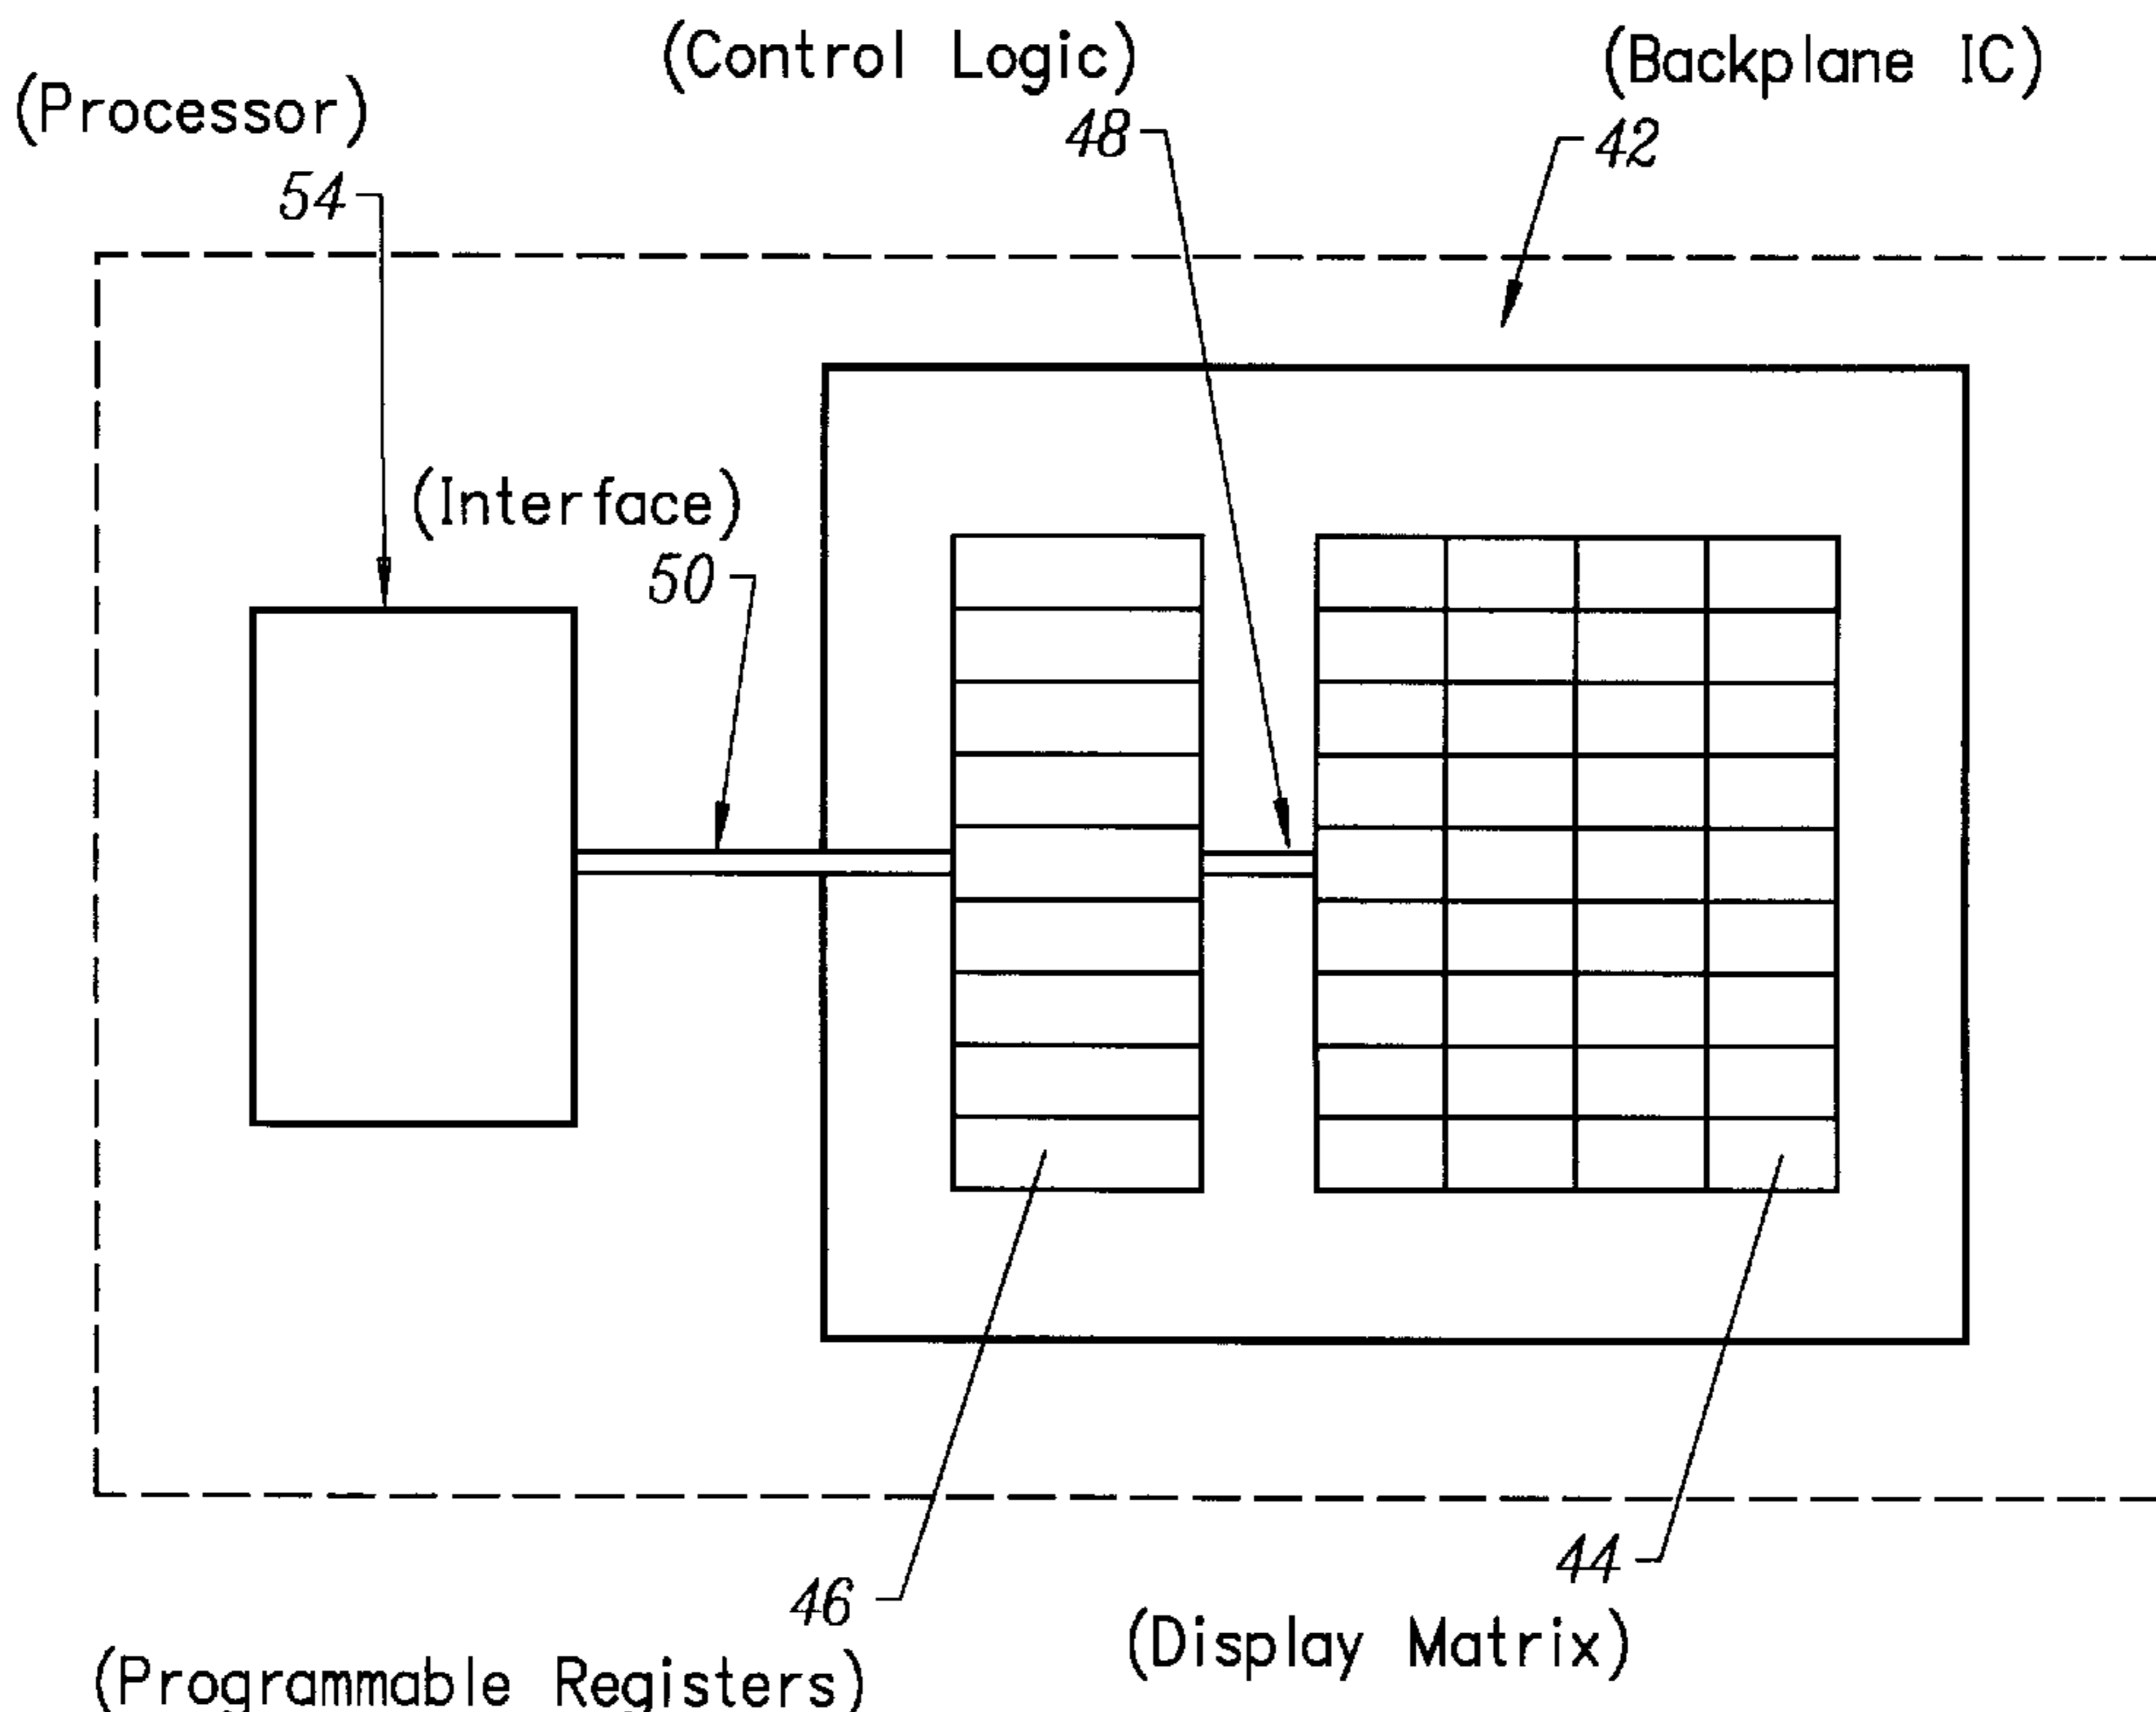 (Control Logic)
(Backplane IC)
(Processor)
48
42
54
(Interface)
50
46
44
(Display Matrix)
(Programmable Registers)